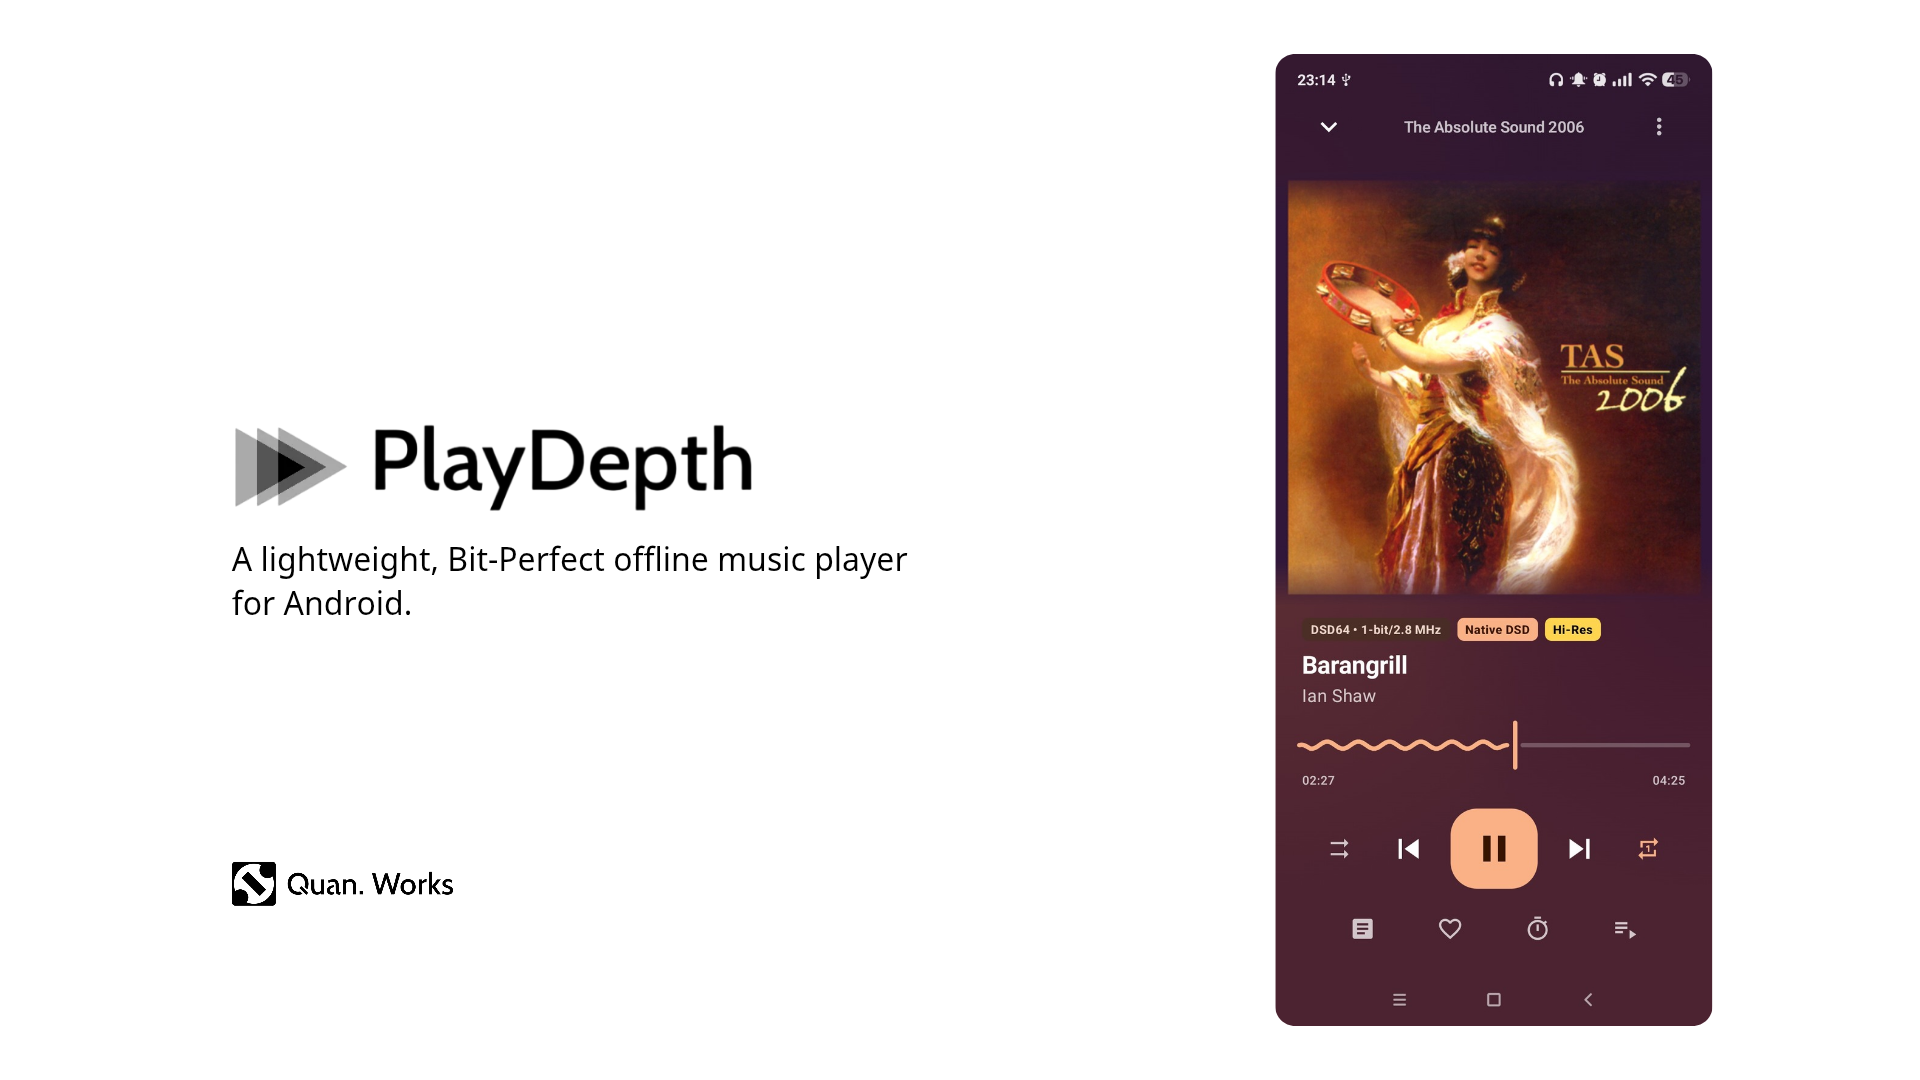 PlayDepth
A lightweight, Bit-Perfect offline music player
for Android.
Quan. Works
23:14
45
The Absolute Sound 2006
TAS
The Absolute Sound
2006
DSD64 • 1-bit/2.8 MHz
Native DSD
Hi-Res
Barangrill
Ian Shaw
02:27
04:25
1